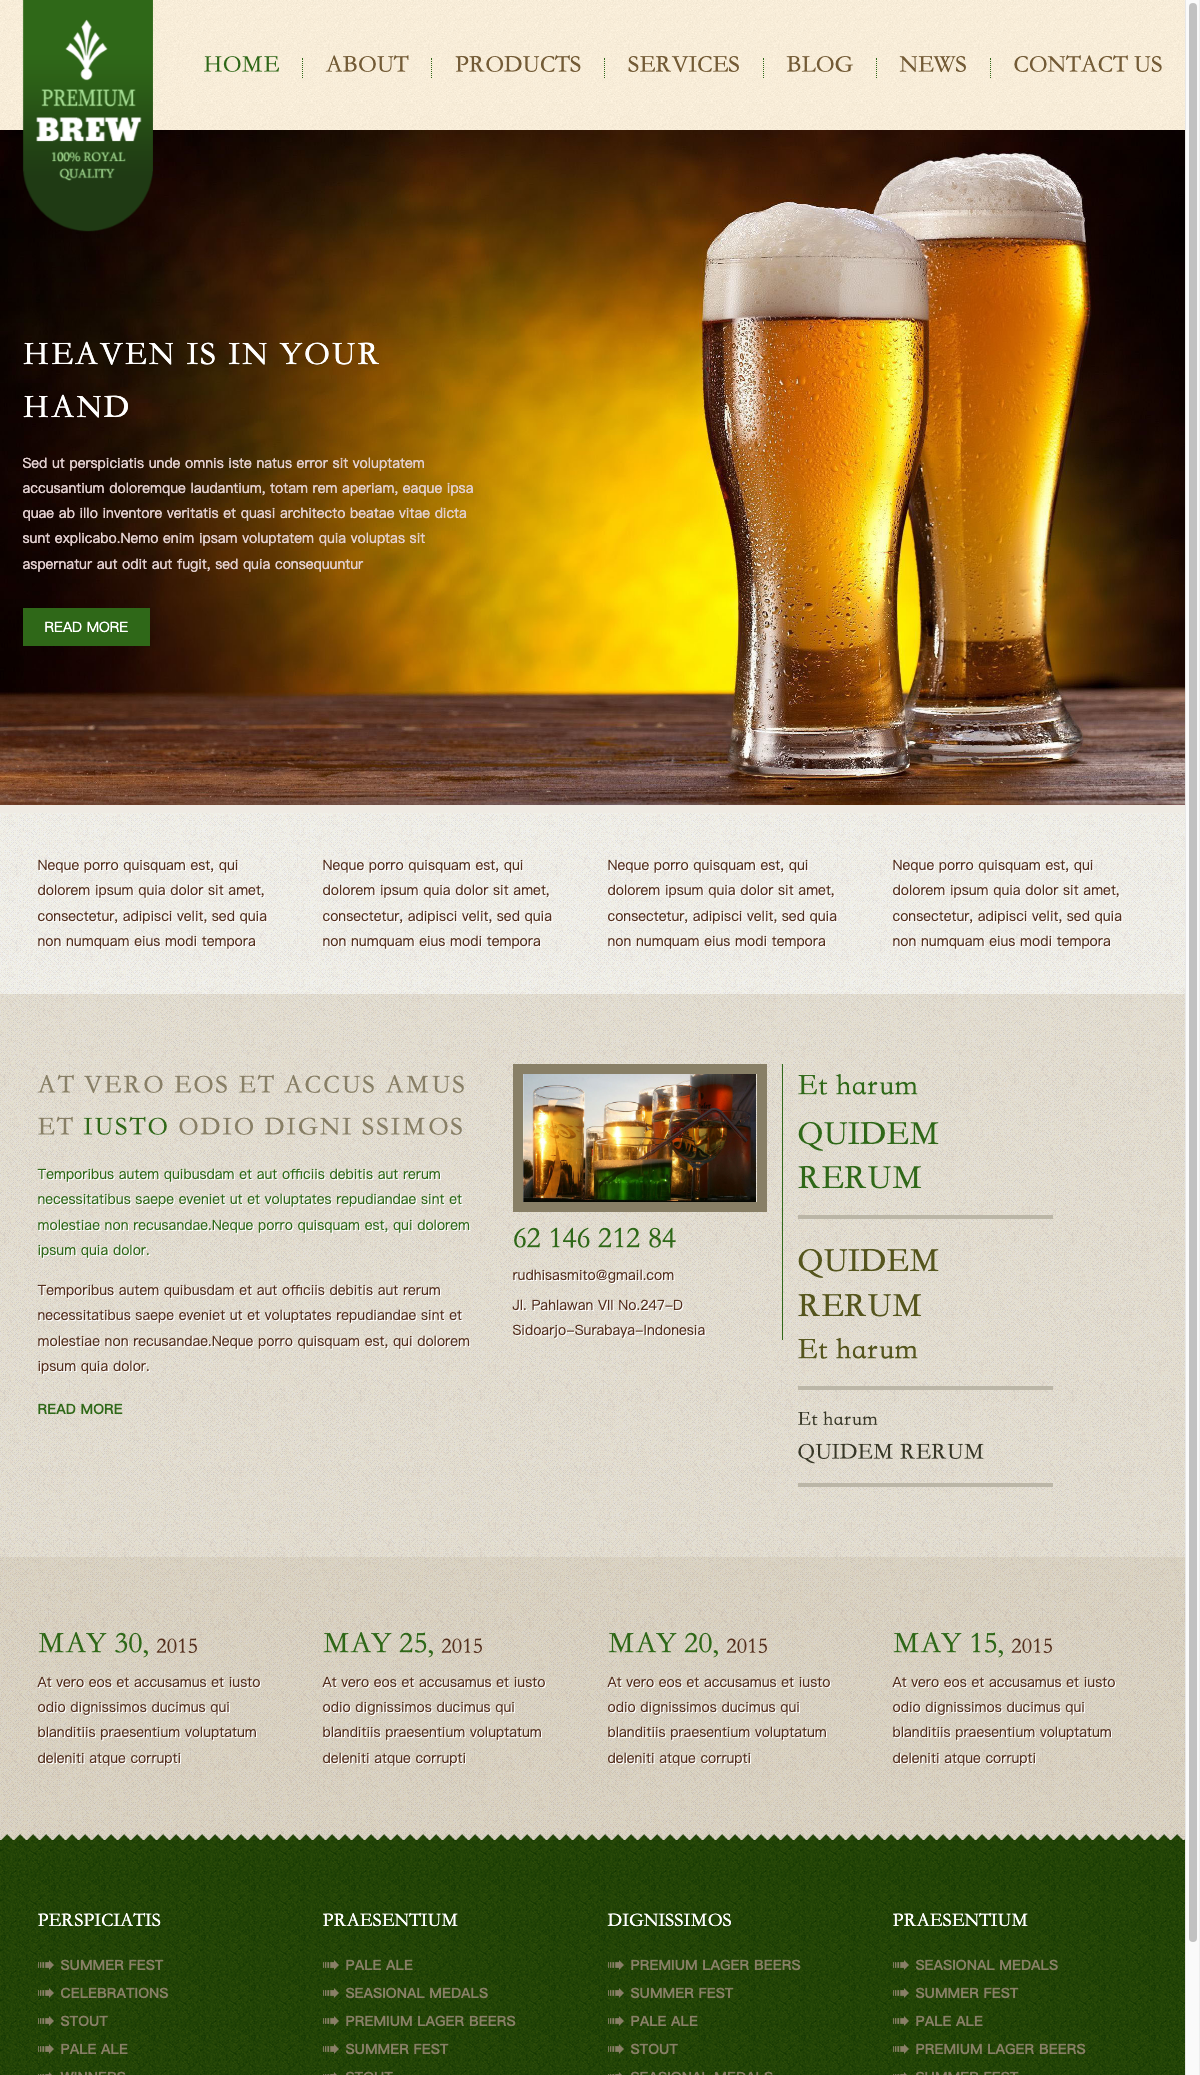 PREMIUM
BREW
100% ROYAL
QUALITY
HOME ABOUT PRODUCTS SERVICES BLOG NEWS CONTACT US
HEAVEN IS IN YOUR
HAND
Sed ut perspiciatis unde omnis iste natus error sit voluptatem
accusantium doloremque laudantium, totam rem aperiam, eaque ipsa
quae ab illo inventore veritatis et quasi architecto beatae vitae dicta
sunt explicabo.Nemo enim ipsam voluptatem quia voluptas sit
aspernatur aut odit aut fugit, sed quia consequuntur
READ MORE
Neque porro quisquam est, qui
dolorem ipsum quia dolor sit amet,
consectetur, adipisci velit, sed quia
non numquam eius modi tempora
Neque porro quisquam est, qui
dolorem ipsum quia dolor sit amet,
consectetur, adipisci velit, sed quia
non numquam eius modi tempora
Neque porro quisquam est, qui
dolorem ipsum quia dolor sit amet,
consectetur, adipisci velit, sed quia
non numquam eius modi tempora
Neque porro quisquam est, qui
dolorem ipsum quia dolor sit amet,
consectetur, adipisci velit, sed quia
non numquam eius modi tempora
AT VERO EOS ET ACCUS AMUS
ET IUSTO ODIO DIGNI SSIMOS
Temporibus autem quibusdam et aut officiis debitis aut rerum
necessitatibus saepe eveniet ut et voluptates repudiandae sint et
molestiae non recusandae.Neque porro quisquam est, qui dolorem
ipsum quia dolor.
Temporibus autem quibusdam et aut officiis debitis aut rerum
necessitatibus saepe eveniet ut et voluptates repudiandae sint et
molestiae non recusandae.Neque porro quisquam est, qui dolorem
ipsum quia dolor.
READ MORE
62 146 212 84
rudhisasmito@gmail.com
Jl. Pahlawan VII No.247-D
Sidoarjo-Surabaya-Indonesia
Et harum
QUIDEM
RERUM
QUIDEM
RERUM
Et harum
Et harum
QUIDEM RERUM
MAY 30, 2015
At vero eos et accusamus et iusto
odio dignissimos ducimus qui
blanditiis praesentium voluptatum
deleniti atque corrupti
MAY 25, 2015
At vero eos et accusamus et iusto
odio dignissimos ducimus qui
blanditiis praesentium voluptatum
deleniti atque corrupti
MAY 20, 2015
At vero eos et accusamus et iusto
odio dignissimos ducimus qui
blanditiis praesentium voluptatum
deleniti atque corrupti
MAY 15, 2015
At vero eos et accusamus et iusto
odio dignissimos ducimus qui
blanditiis praesentium voluptatum
deleniti atque corrupti
PERSPICIATIS
SUMMER FEST
CELEBRATIONS
STOUT
PALE ALE
WINNERS
PRAESENTIUM
PALE ALE
SEASIONAL MEDALS
PREMIUM LAGER BEERS
SUMMER FEST
STOUT
DIGNISSIMOS
PREMIUM LAGER BEERS
SUMMER FEST
PALE ALE
STOUT
SEASIONAL MEDALS
PRAESENTIUM
SEASIONAL MEDALS
SUMMER FEST
PALE ALE
PREMIUM LAGER BEERS
SUMMER FEST